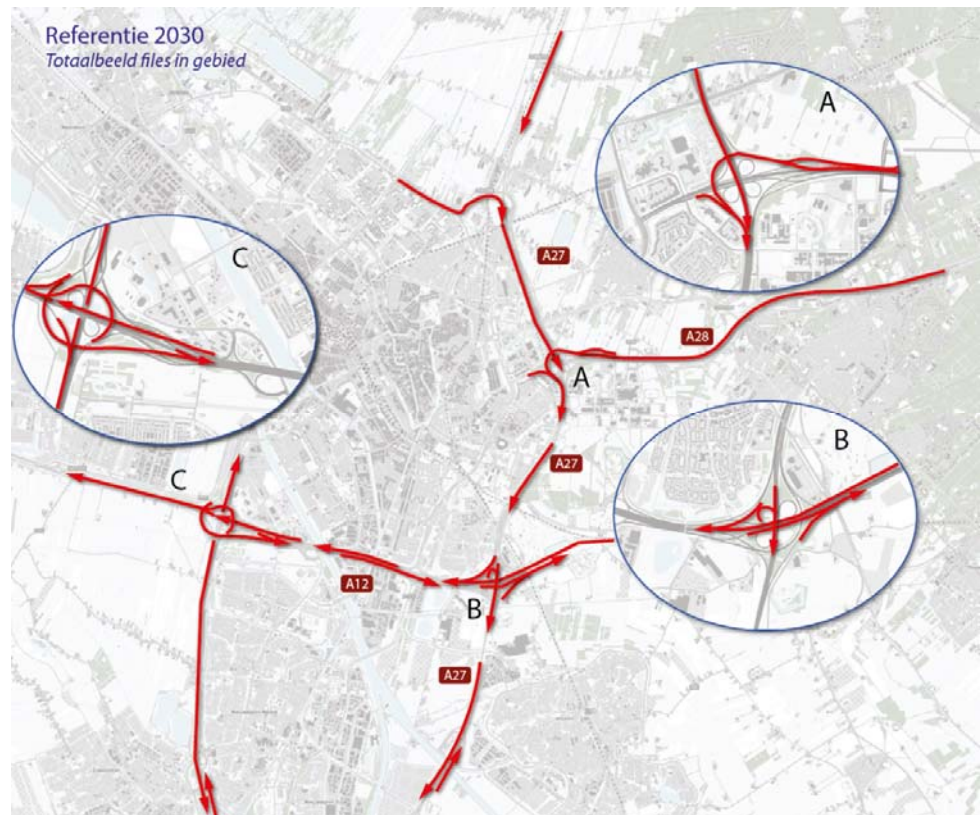 Referentie 2030
Totaalbeeld files in gebied
A
A27
C
A28
A
B
A27
C
A12
B
A27